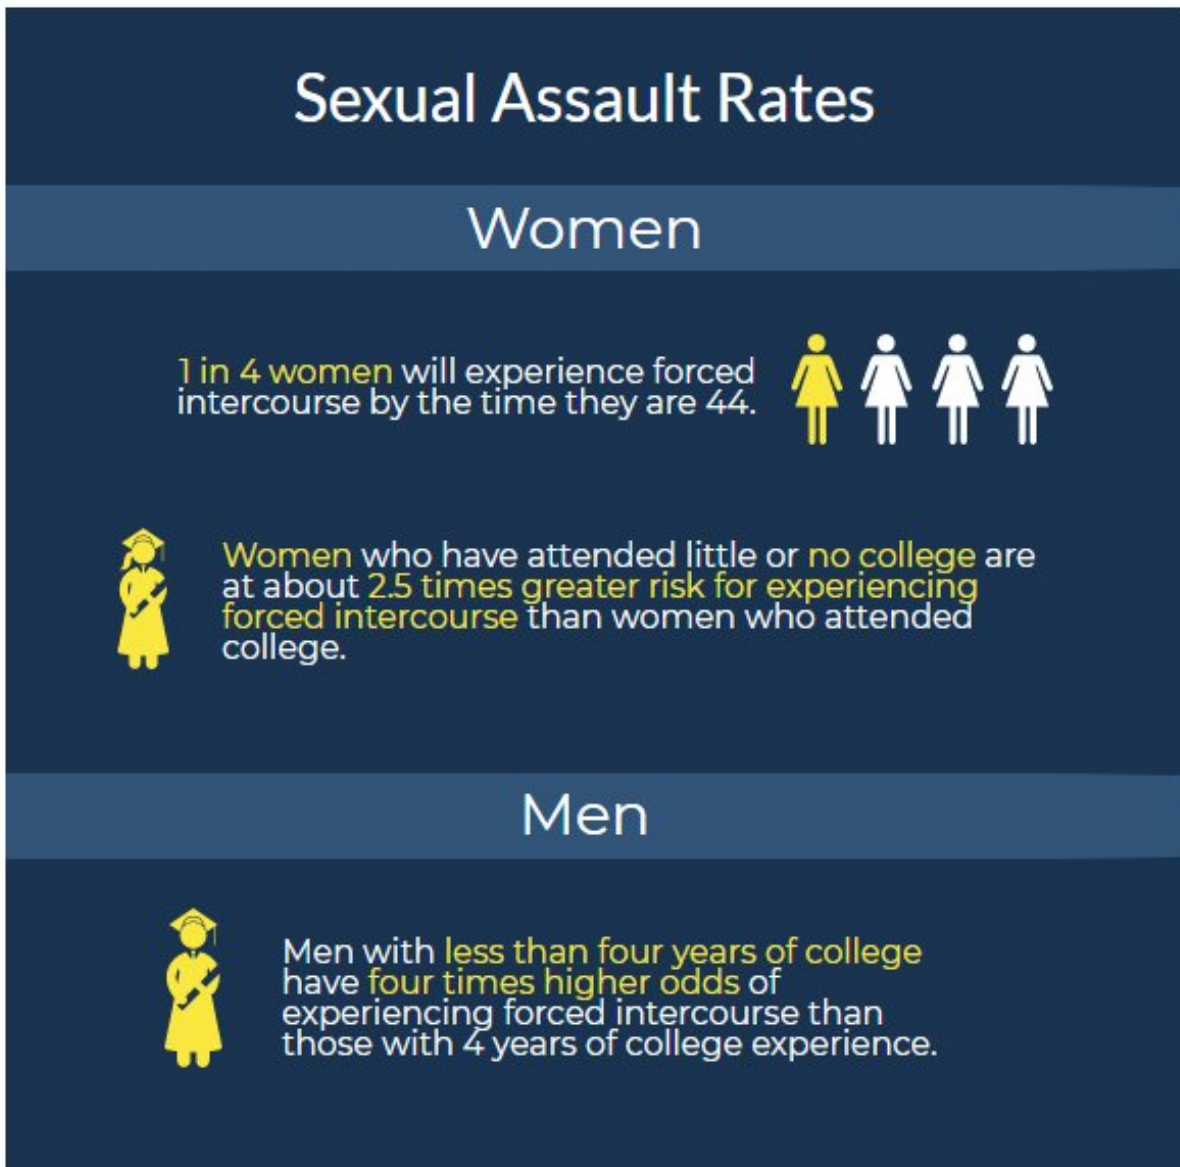 Sexual Assault Rates
Women
1 in 4 women will experience forced
intercourse by the time they are 44.
Women who have attended little or no college are
at about 2.5 times greater risk for experiencing
forced intercourse than women who attended
college.
Men
Men with less than four years of college
have four times higher odds of
experiencing forced intercourse than
those with 4 years of college experience.